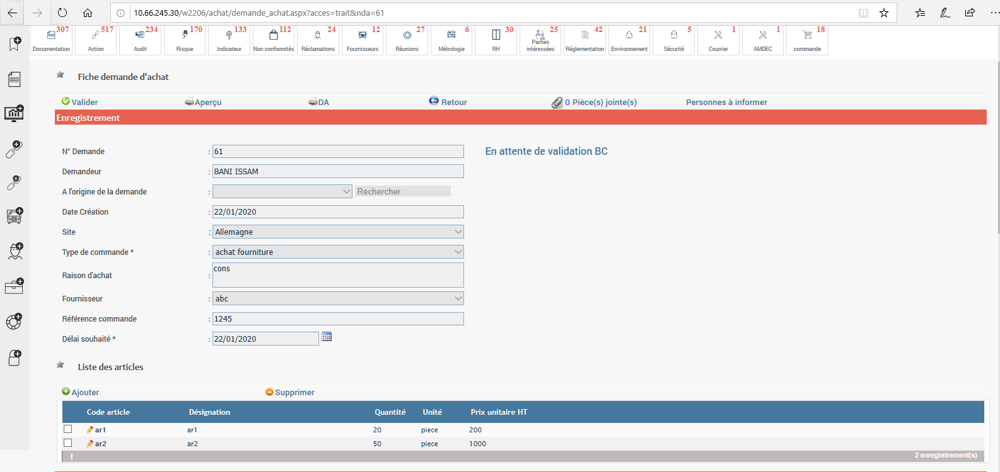 10.66.245.30/w2206/achat/demande_achat.aspx?acces=trait&nda=61
307 517 234 170 133 112 24 12 27 6 30 25 42 21 5 1 1 18
Documentation Action Audit Risque Indicateur Non conformités Réclamations Fournisseurs Réunions Métrologie RH Parties intéressées Réglementation Environnement Sécurité Courrier AMDEC commande
Fiche demande d'achat
Valider Aperçu DA Retour 0 Pièce(s) jointe(s) Personnes à informer
Enregistrement
N° Demande : 61 En attente de validation BC
Demandeur : BANI ISSAM
A l'origine de la demande : Rechercher
Date Création : 22/01/2020
Site : Allemagne
Type de commande * : achat fourniture
Raison d'achat : cons
Fournisseur : abc
Référence commande : 1245
Délai souhaité * : 22/01/2020
Liste des articles
Ajouter Supprimer
Code article Désignation Quantité Unité Prix unitaire HT
ar1 ar1 20 piece 200
ar2 ar2 50 piece 1000
1 2 enregistrement(s)